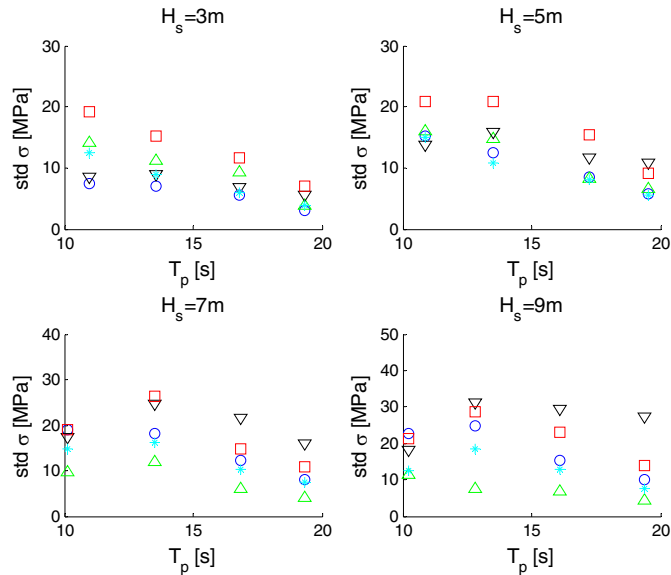 H_s=3m
30
20
10
0
std σ [MPa]
10 15 20
T_p [s]
H_s=5m
30
20
10
0
std σ [MPa]
10 15 20
T_p [s]
H_s=7m
40
30
20
10
0
std σ [MPa]
10 15 20
T_p [s]
H_s=9m
50
40
30
20
10
0
std σ [MPa]
10 15 20
T_p [s]